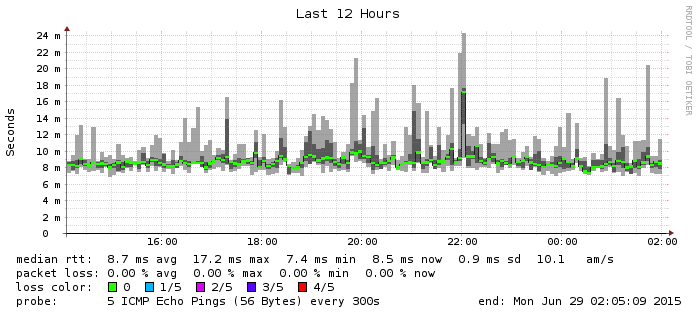 Last 12 Hours
RRDTOOL / TOBI OETIKER
Seconds
24 m
22 m
20 m
18 m
16 m
14 m
12 m
10 m
8 m
6 m
4 m
2 m
0
16:00 18:00 20:00 22:00 00:00 02:00
median rtt: 8.7 ms avg 17.2 ms max 7.4 ms min 8.5 ms now 0.9 ms sd 10.1 am/s
packet loss: 0.00 % avg 0.00 % max 0.00 % min 0.00 % now
loss color: 0 1/5 2/5 3/5 4/5
probe: 5 ICMP Echo Pings (56 Bytes) every 300s end: Mon Jun 29 02:05:09 2015